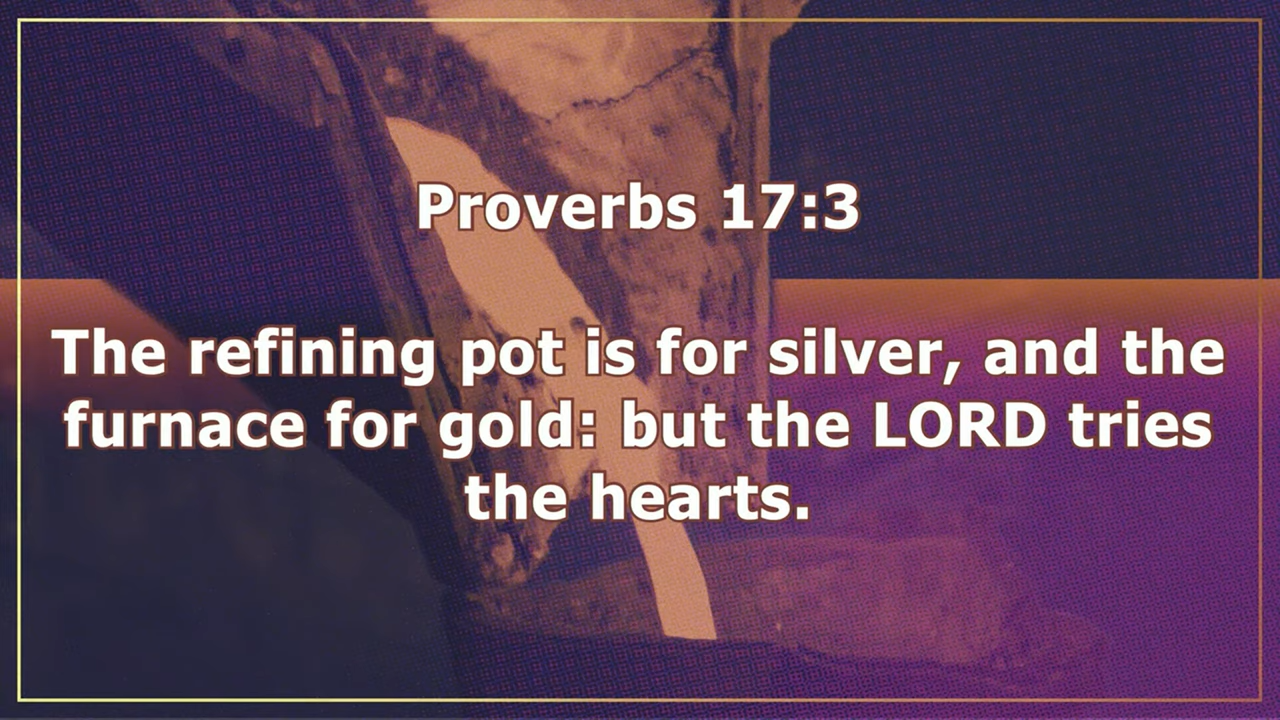 Proverbs 17:3
The refining pot is for silver, and the
furnace for gold: but the LORD tries
the hearts.